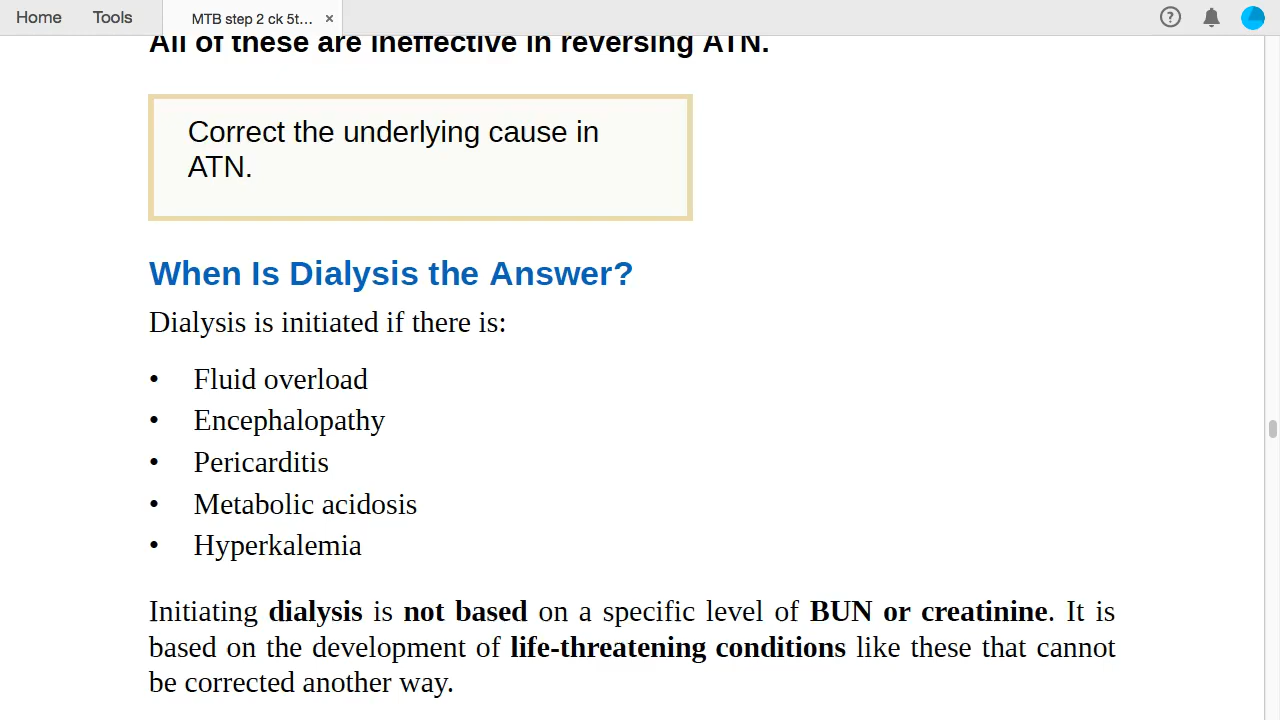 Home Tools MTB step 2 ck 5t... ×
All of these are ineffective in reversing ATN.
Correct the underlying cause in
ATN.
When Is Dialysis the Answer?
Dialysis is initiated if there is:
• Fluid overload
• Encephalopathy
• Pericarditis
• Metabolic acidosis
• Hyperkalemia
Initiating dialysis is not based on a specific level of BUN or creatinine. It is
based on the development of life-threatening conditions like these that cannot
be corrected another way.